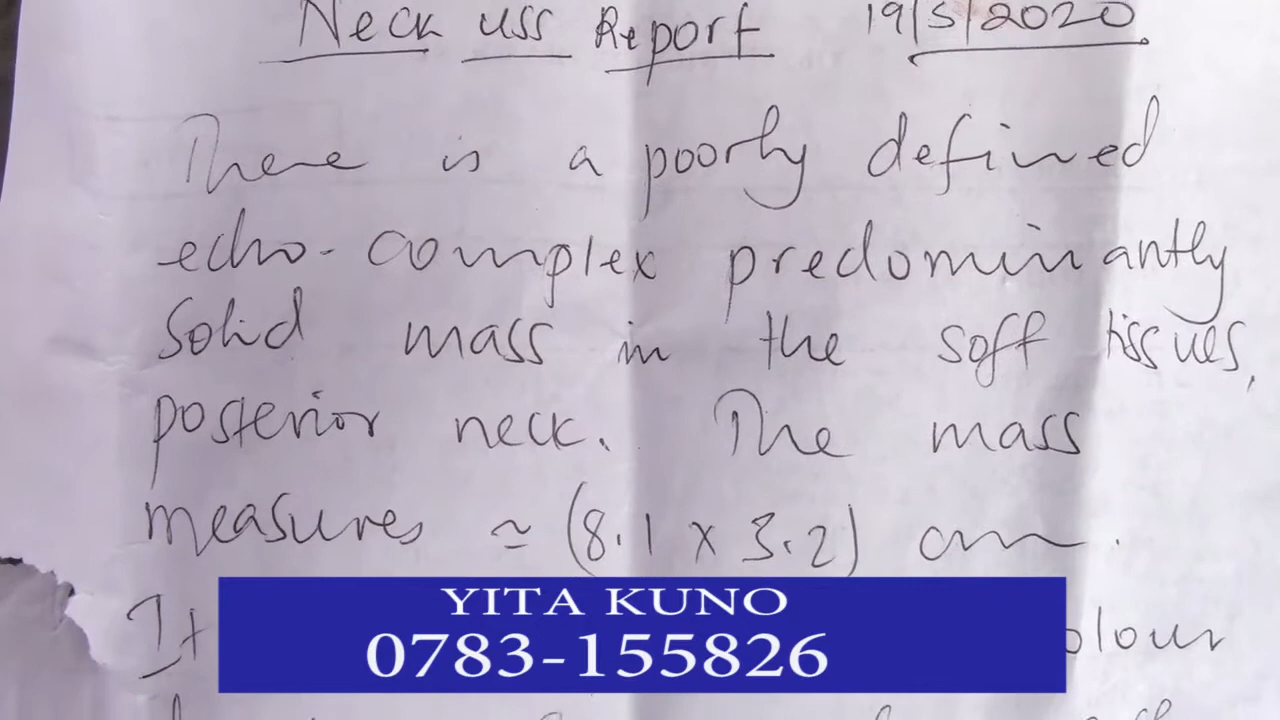 Neck USS Report 19/5/2020
There is a poorly defined
echo-complex predominantly
solid mass in the soft tissues,
posterior neck. The mass
measures ≃ (8.1 x 3.2) cm.
It
YITA KUNO
0783-155826